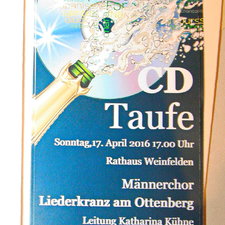 CD
Taufe
Sonntag,17. April 2016 17.00 Uhr
Rathaus Weinfelden
Männerchor
Liederkranz am Ottenberg
Leitung Katharina Kühne